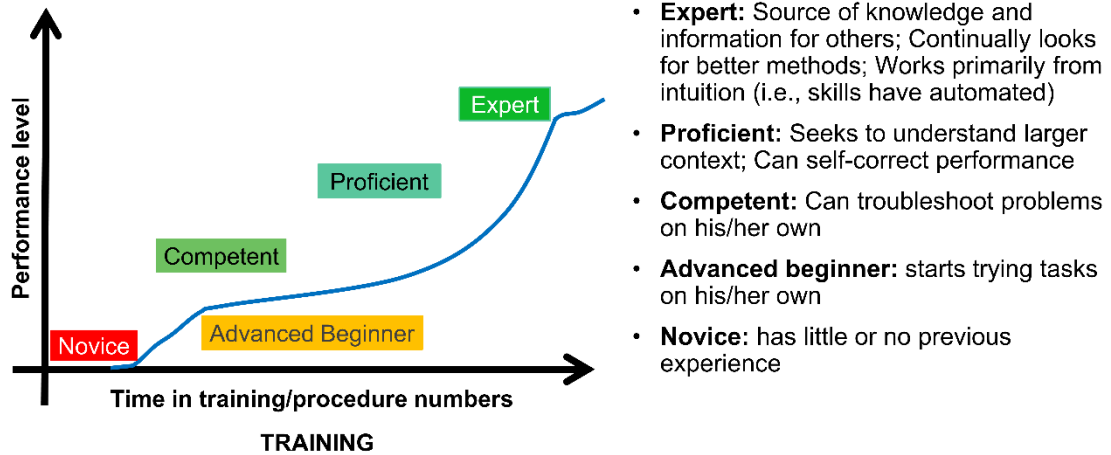 Performance level
Expert
Proficient
Competent
Advanced Beginner
Novice
Time in training/procedure numbers
TRAINING
• Expert: Source of knowledge and
information for others; Continually looks
for better methods; Works primarily from
intuition (i.e., skills have automated)
• Proficient: Seeks to understand larger
context; Can self-correct performance
• Competent: Can troubleshoot problems
on his/her own
• Advanced beginner: starts trying tasks
on his/her own
• Novice: has little or no previous
experience